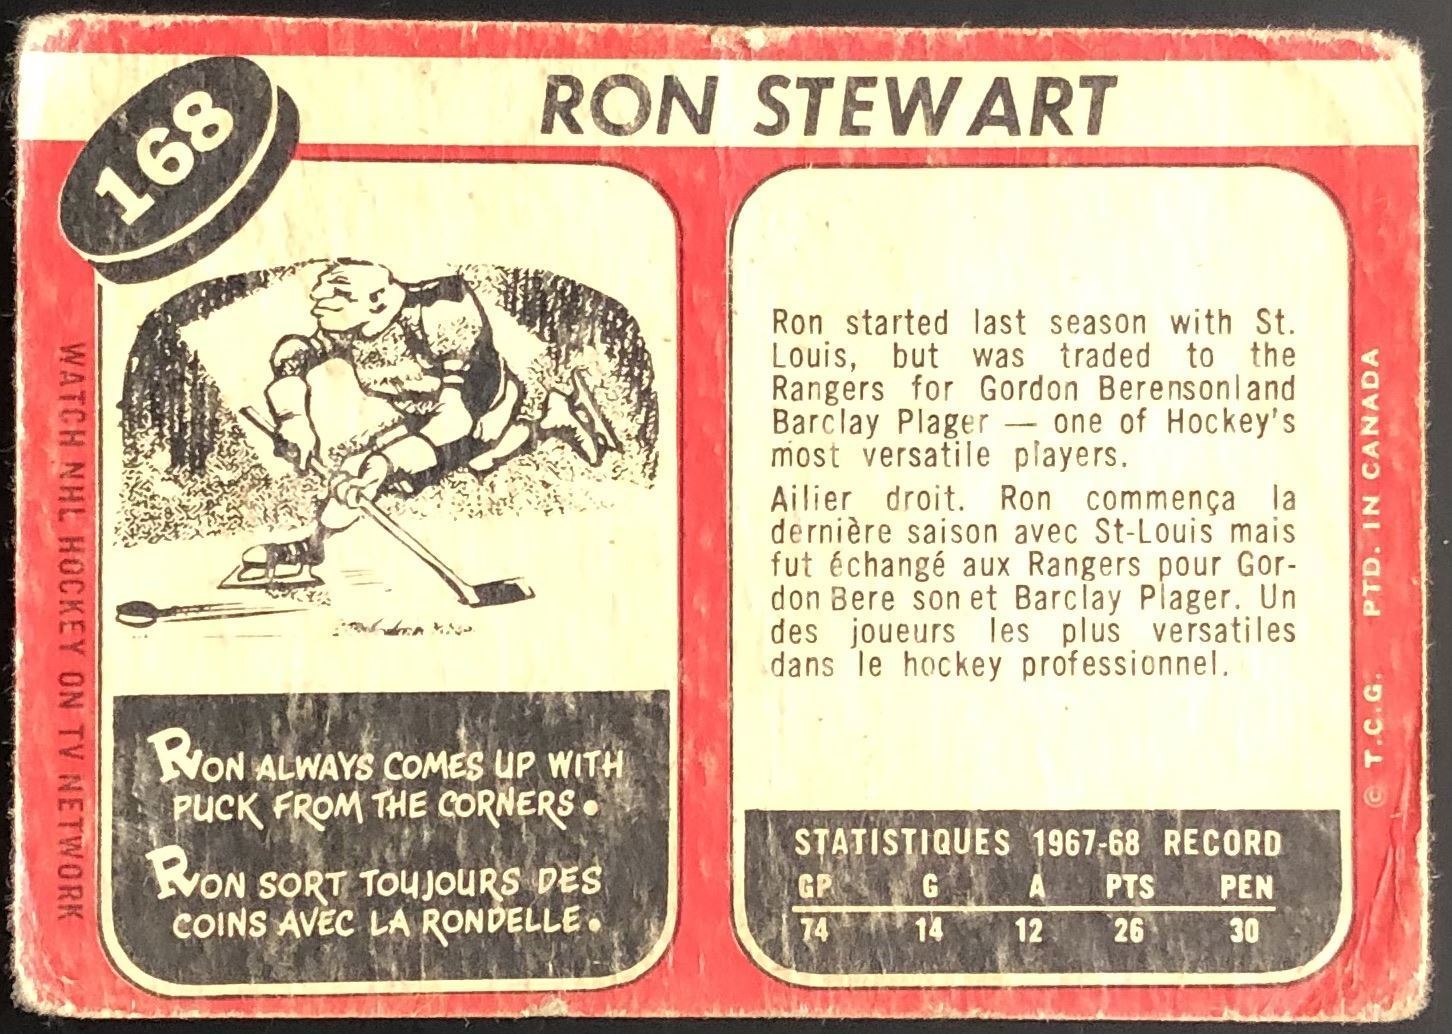 168
RON STEWART
WATCH NHL HOCKEY ON TV NETWORK
RON ALWAYS COMES UP WITH
PUCK FROM THE CORNERS.
RON SORT TOUJOURS DES
COINS AVEC LA RONDELLE.
Ron started last season with St.
Louis, but was traded to the
Rangers for Gordon Berenson and
Barclay Plager — one of Hockey's
most versatile players.
Ailier droit. Ron commença la
dernière saison avec St-Louis mais
fut échangé aux Rangers pour Gor-
don Bere son et Barclay Plager. Un
des joueurs les plus versatiles
dans le hockey professionnel.
STATISTIQUES 1967-68 RECORD
GP G A PTS PEN
74 14 12 26 30
© T.C.G. PTD. IN CANADA